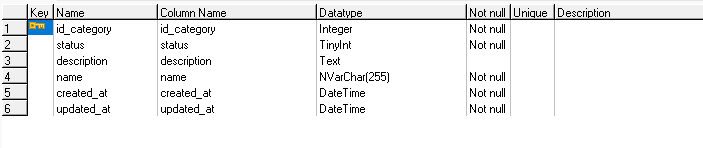 Key Name Column Name Datatype Not null Unique Description
1 id_category id_category Integer Not null
2 status status TinyInt Not null
3 description description Text
4 name name NVarChar(255) Not null
5 created_at created_at DateTime Not null
6 updated_at updated_at DateTime Not null